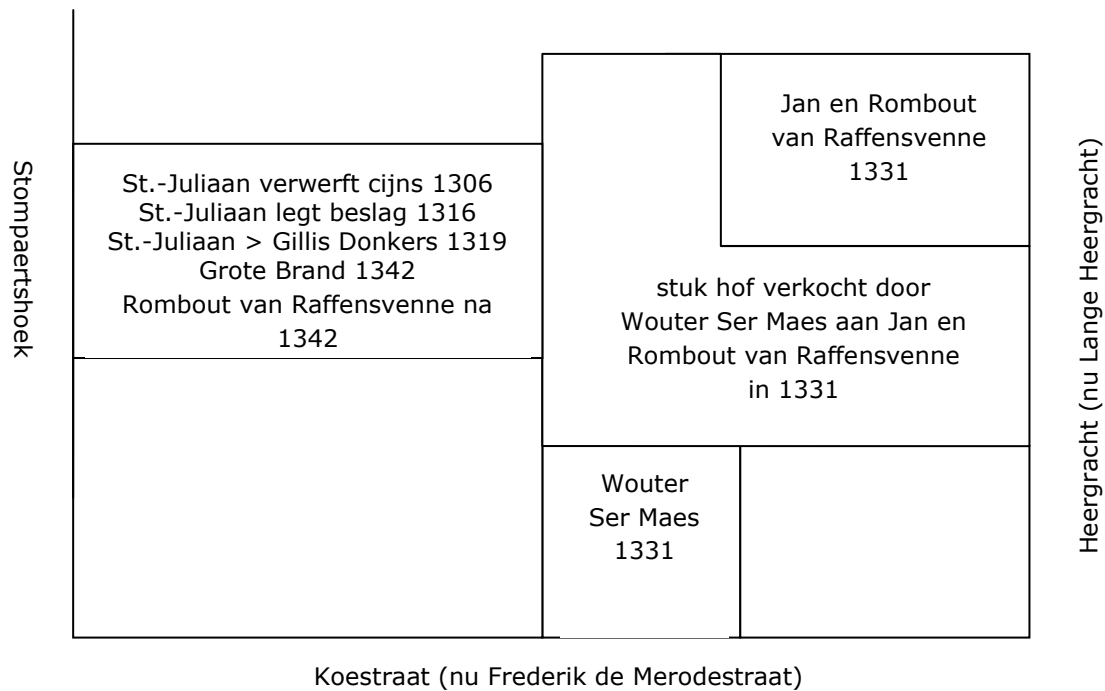 Stompaertshoek
St.-Juliaan verwerft cijns 1306
St.-Juliaan legt beslag 1316
St.-Juliaan > Gillis Donkers 1319
Grote Brand 1342
Rombout van Raffensvenne na
1342
Jan en Rombout
van Raffensvenne
1331
stuk hof verkocht door
Wouter Ser Maes aan Jan en
Rombout van Raffensvenne
in 1331
Wouter
Ser Maes
1331
Heergracht (nu Lange Heergracht)
Koestraat (nu Frederik de Merodestraat)